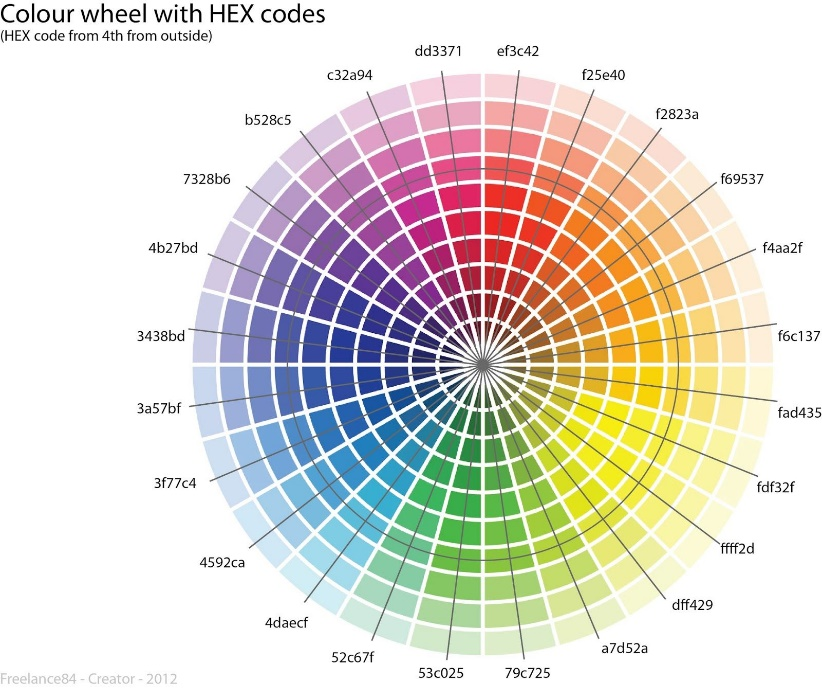 Colour wheel with HEX codes
(HEX code from 4th from outside)
dd3371
ef3c42
c32a94
f25e40
b528c5
f2823a
7328b6
f69537
4b27bd
f4aa2f
3438bd
f6c137
3a57bf
fad435
3f77c4
fdf32f
4592ca
ffff2d
4daecf
dff429
52c67f
a7d52a
53c025
79c725
Freelance84 - Creator - 2012